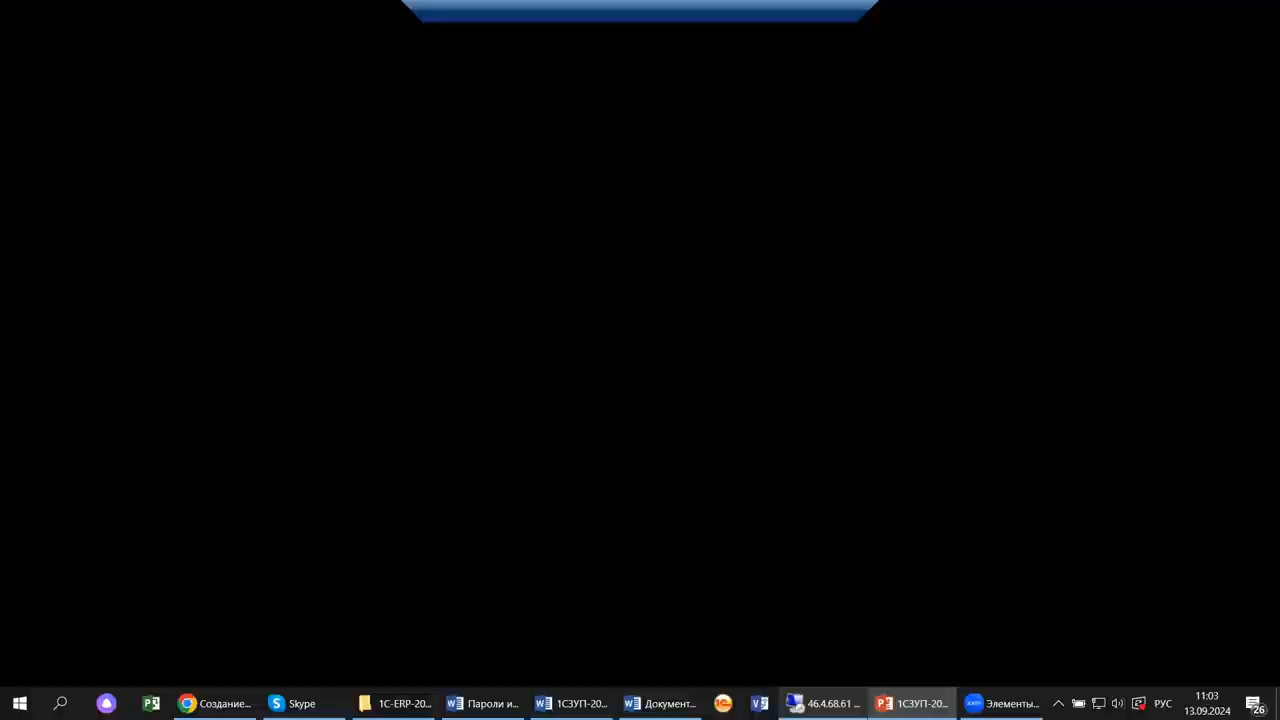 Создание...
Skype
1C-ERP-20...
Пароли и...
1СЗУП-20...
Документ...
46.4.68.61 ...
1СЗУП-20...
Элементы...
РУС
11:03
13.09.2024
26